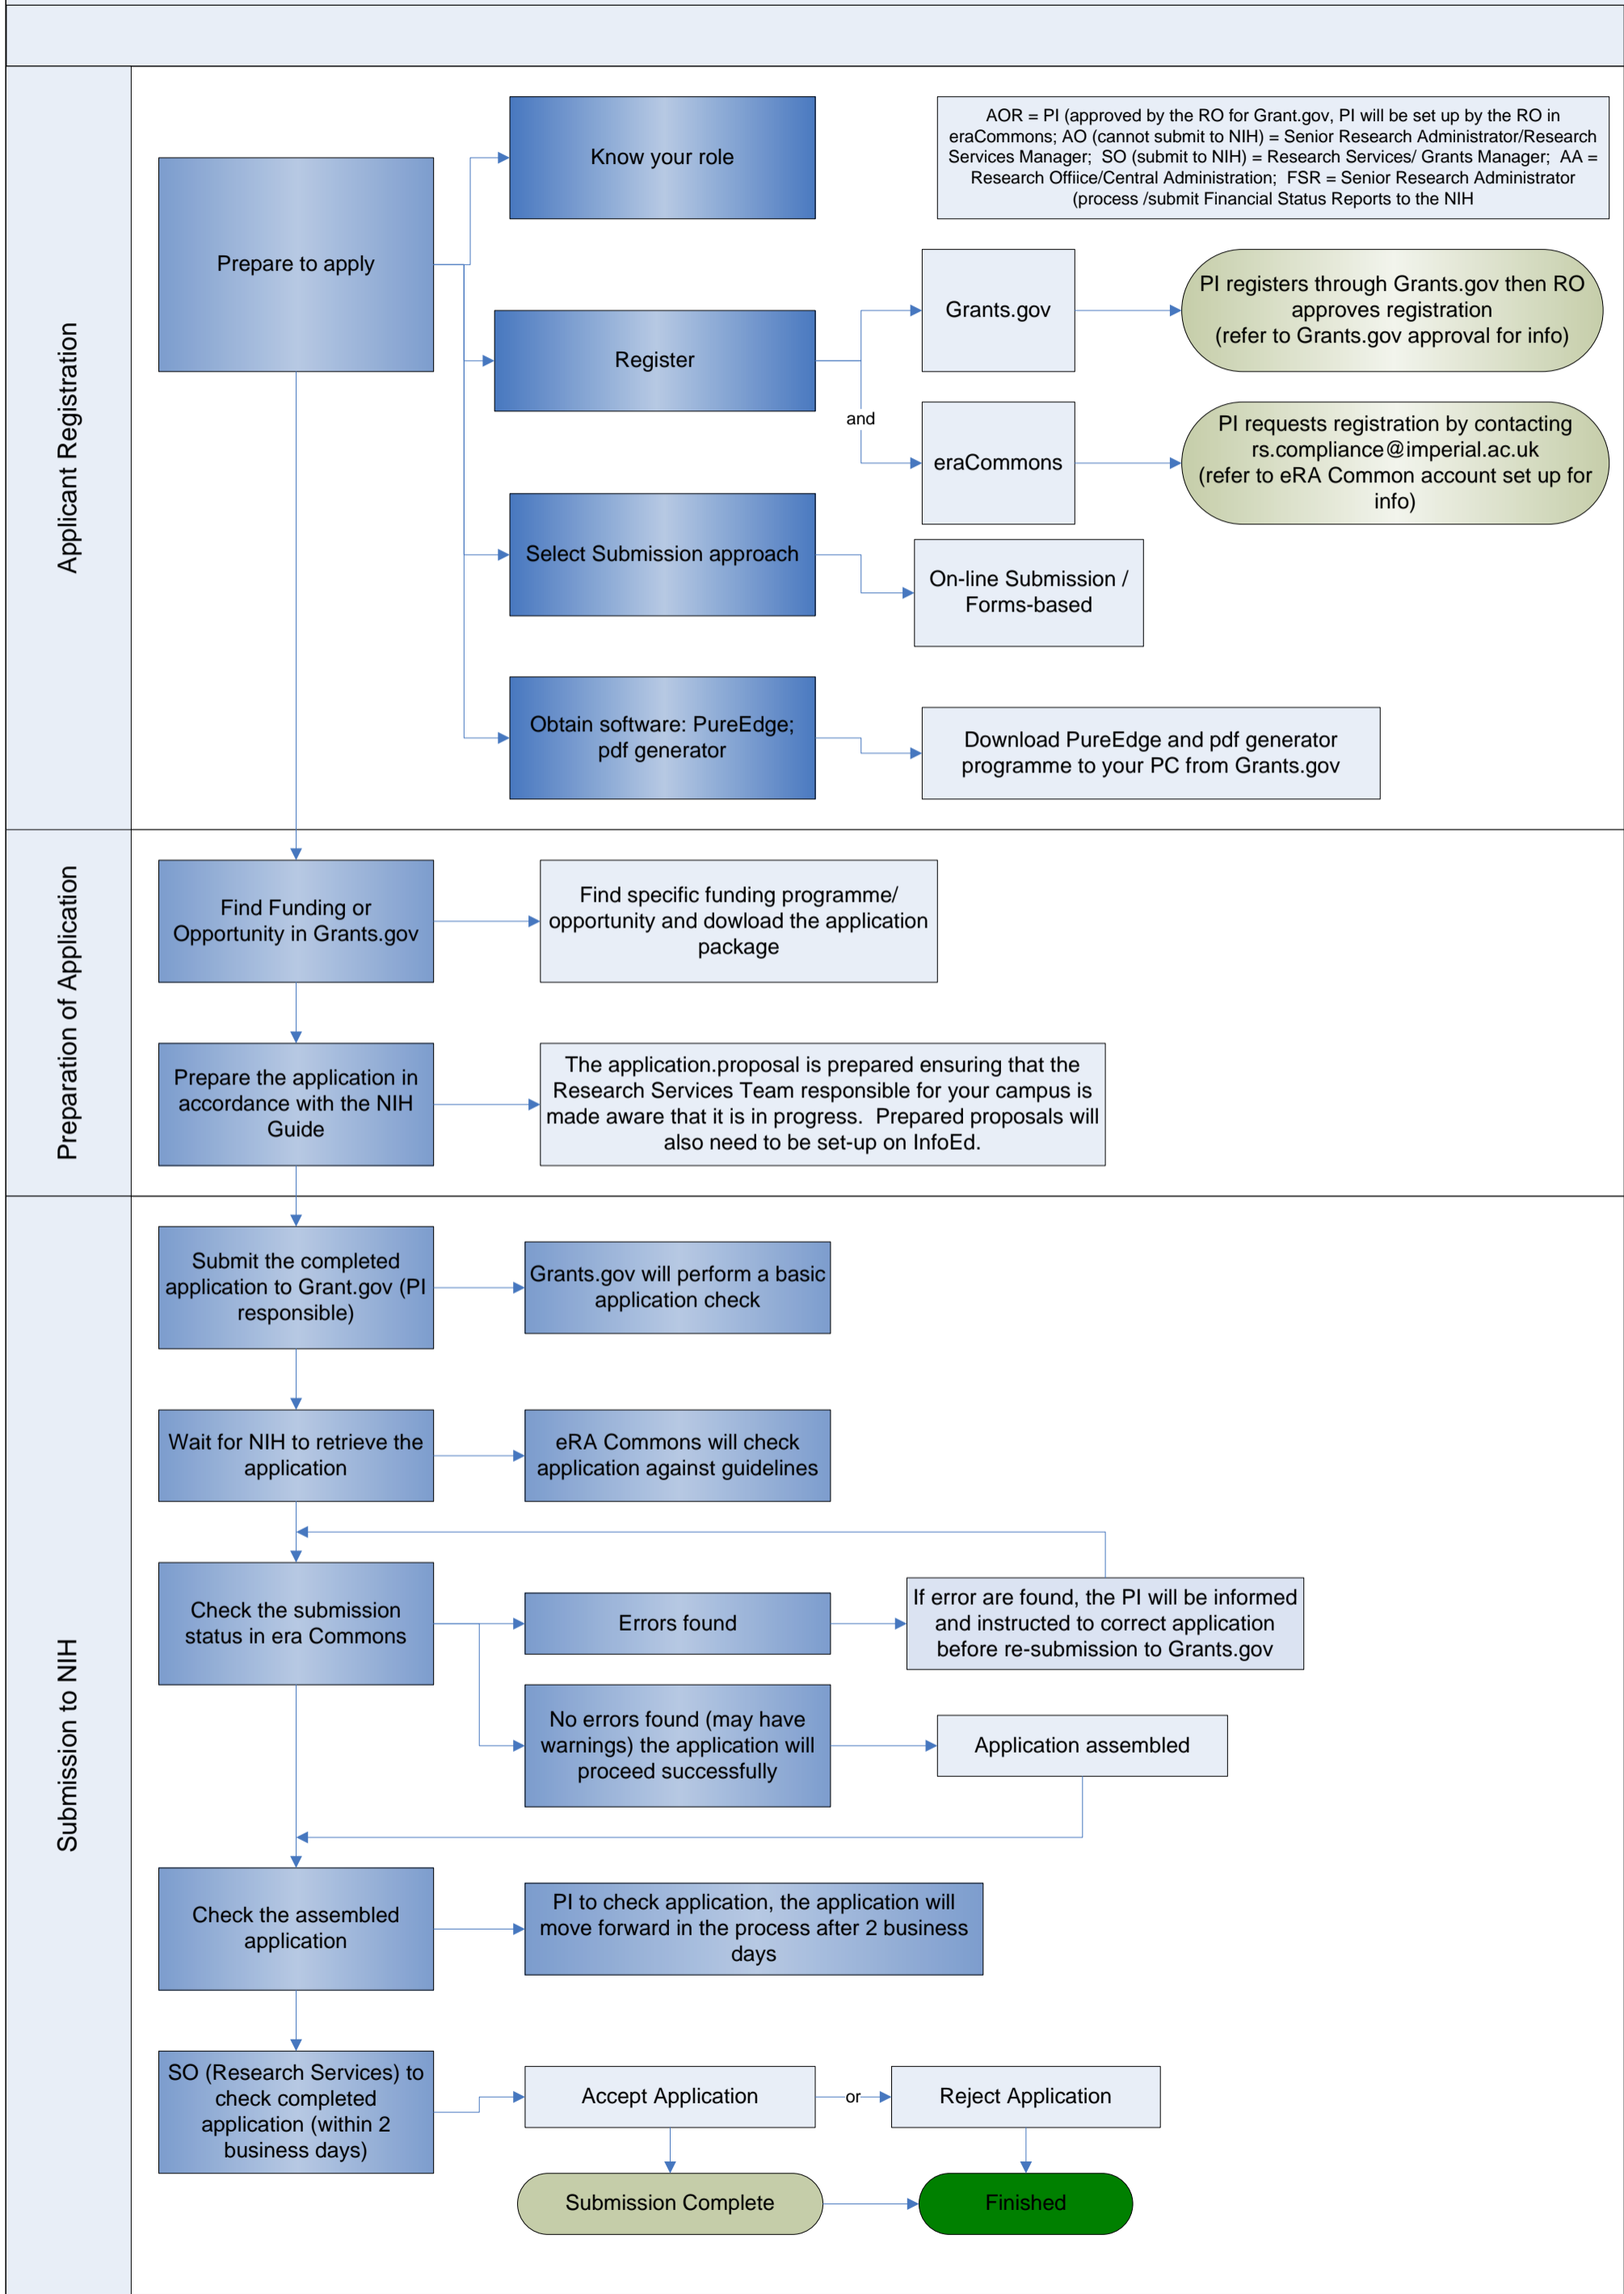 Applicant Registration
Prepare to apply
Know your role
AOR = PI (approved by the RO for Grant.gov, PI will be set up by the RO in
eraCommons; AO (cannot submit to NIH) = Senior Research Administrator/Research
Services Manager;  SO (submit to NIH) = Research Services/ Grants Manager;  AA =
Research Offiice/Central Administration;  FSR = Senior Research Administrator
(process /submit Financial Status Reports to the NIH
Register
Grants.gov
PI registers through Grants.gov then RO
approves registration
(refer to Grants.gov approval for info)
and
eraCommons
PI requests registration by contacting
rs.compliance@imperial.ac.uk
(refer to eRA Common account set up for
info)
Select Submission approach
On-line Submission /
Forms-based
Obtain software: PureEdge;
pdf generator
Download PureEdge and pdf generator
programme to your PC from Grants.gov
Preparation of Application
Find Funding or
Opportunity in Grants.gov
Find specific funding programme/
opportunity and dowload the application
package
Prepare the application in
accordance with the NIH
Guide
The application.proposal is prepared ensuring that the
Research Services Team responsible for your campus is
made aware that it is in progress.  Prepared proposals will
also need to be set-up on InfoEd.
Submission to NIH
Submit the completed
application to Grant.gov (PI
responsible)
Grants.gov will perform a basic
application check
Wait for NIH to retrieve the
application
eRA Commons will check
application against guidelines
Check the submission
status in era Commons
Errors found
If error are found, the PI will be informed
and instructed to correct application
before re-submission to Grants.gov
No errors found (may have
warnings) the application will
proceed successfully
Application assembled
Check the assembled
application
PI to check application, the application will
move forward in the process after 2 business
days
SO (Research Services) to
check completed
application (within 2
business days)
Accept Application
or
Reject Application
Submission Complete
Finished